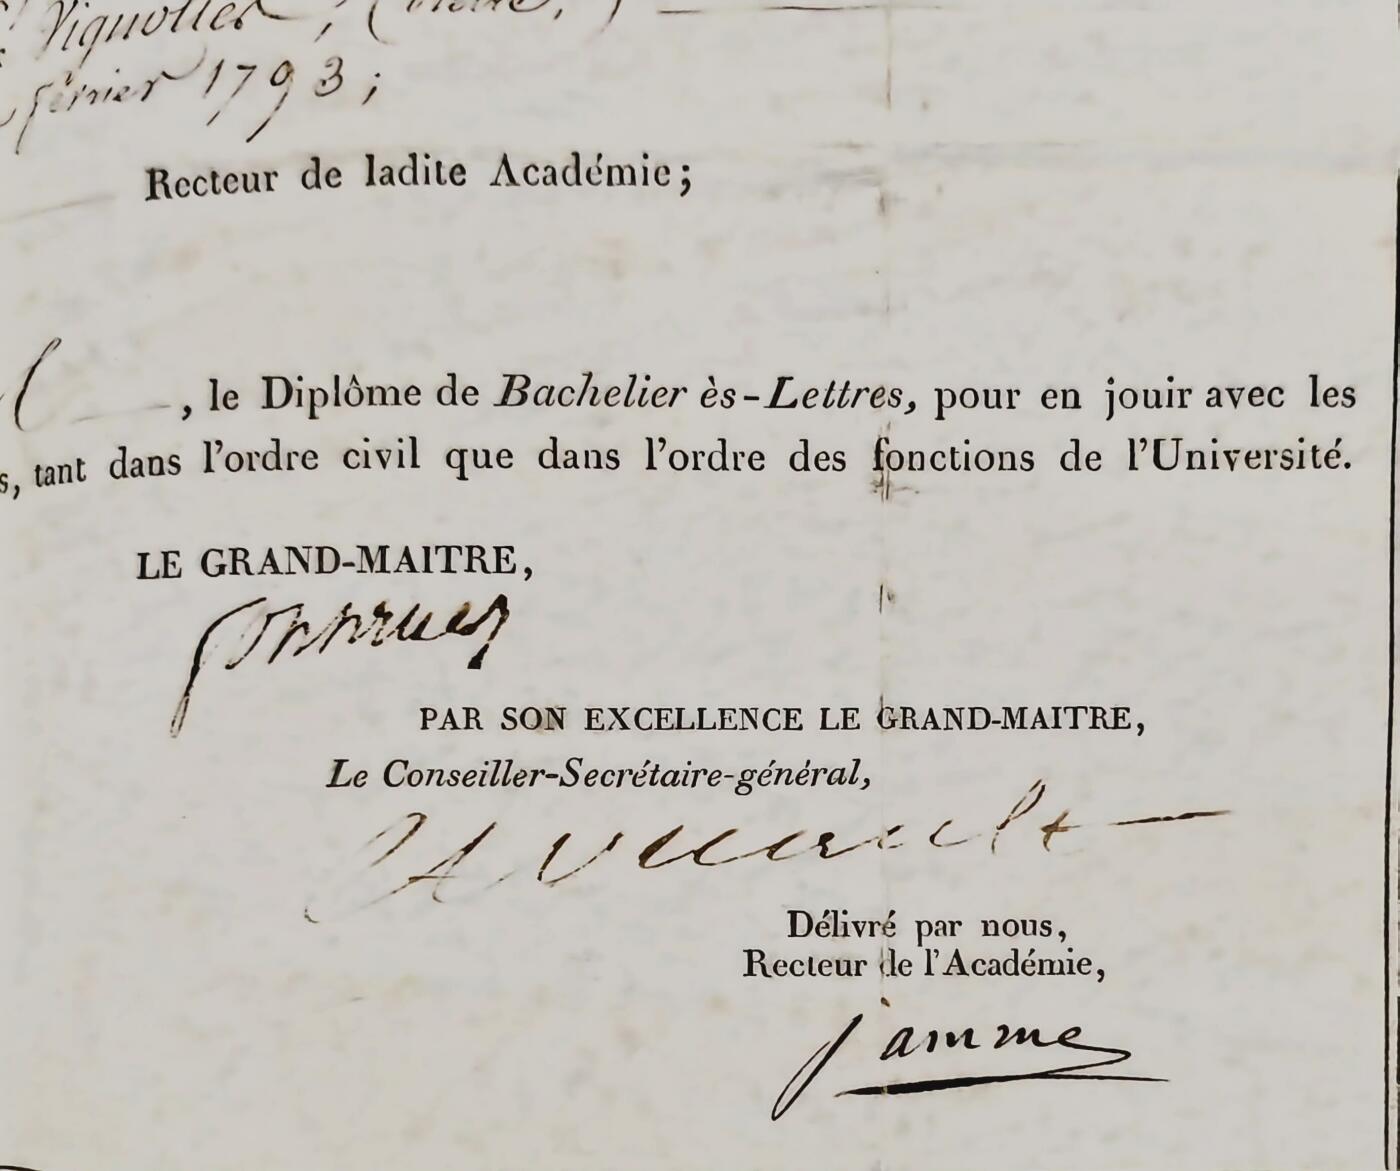 Vignolles, (
février 1793;
Recteur de ladite Académie;
, le Diplôme de Bachelier ès-Lettres, pour en jouir avec les
s, tant dans l'ordre civil que dans l'ordre des fonctions de l'Université.
LE GRAND-MAITRE,
PAR SON EXCELLENCE LE GRAND-MAITRE,
Le Conseiller-Secrétaire-général,
Délivré par nous,
Recteur de l'Académie,
jamme